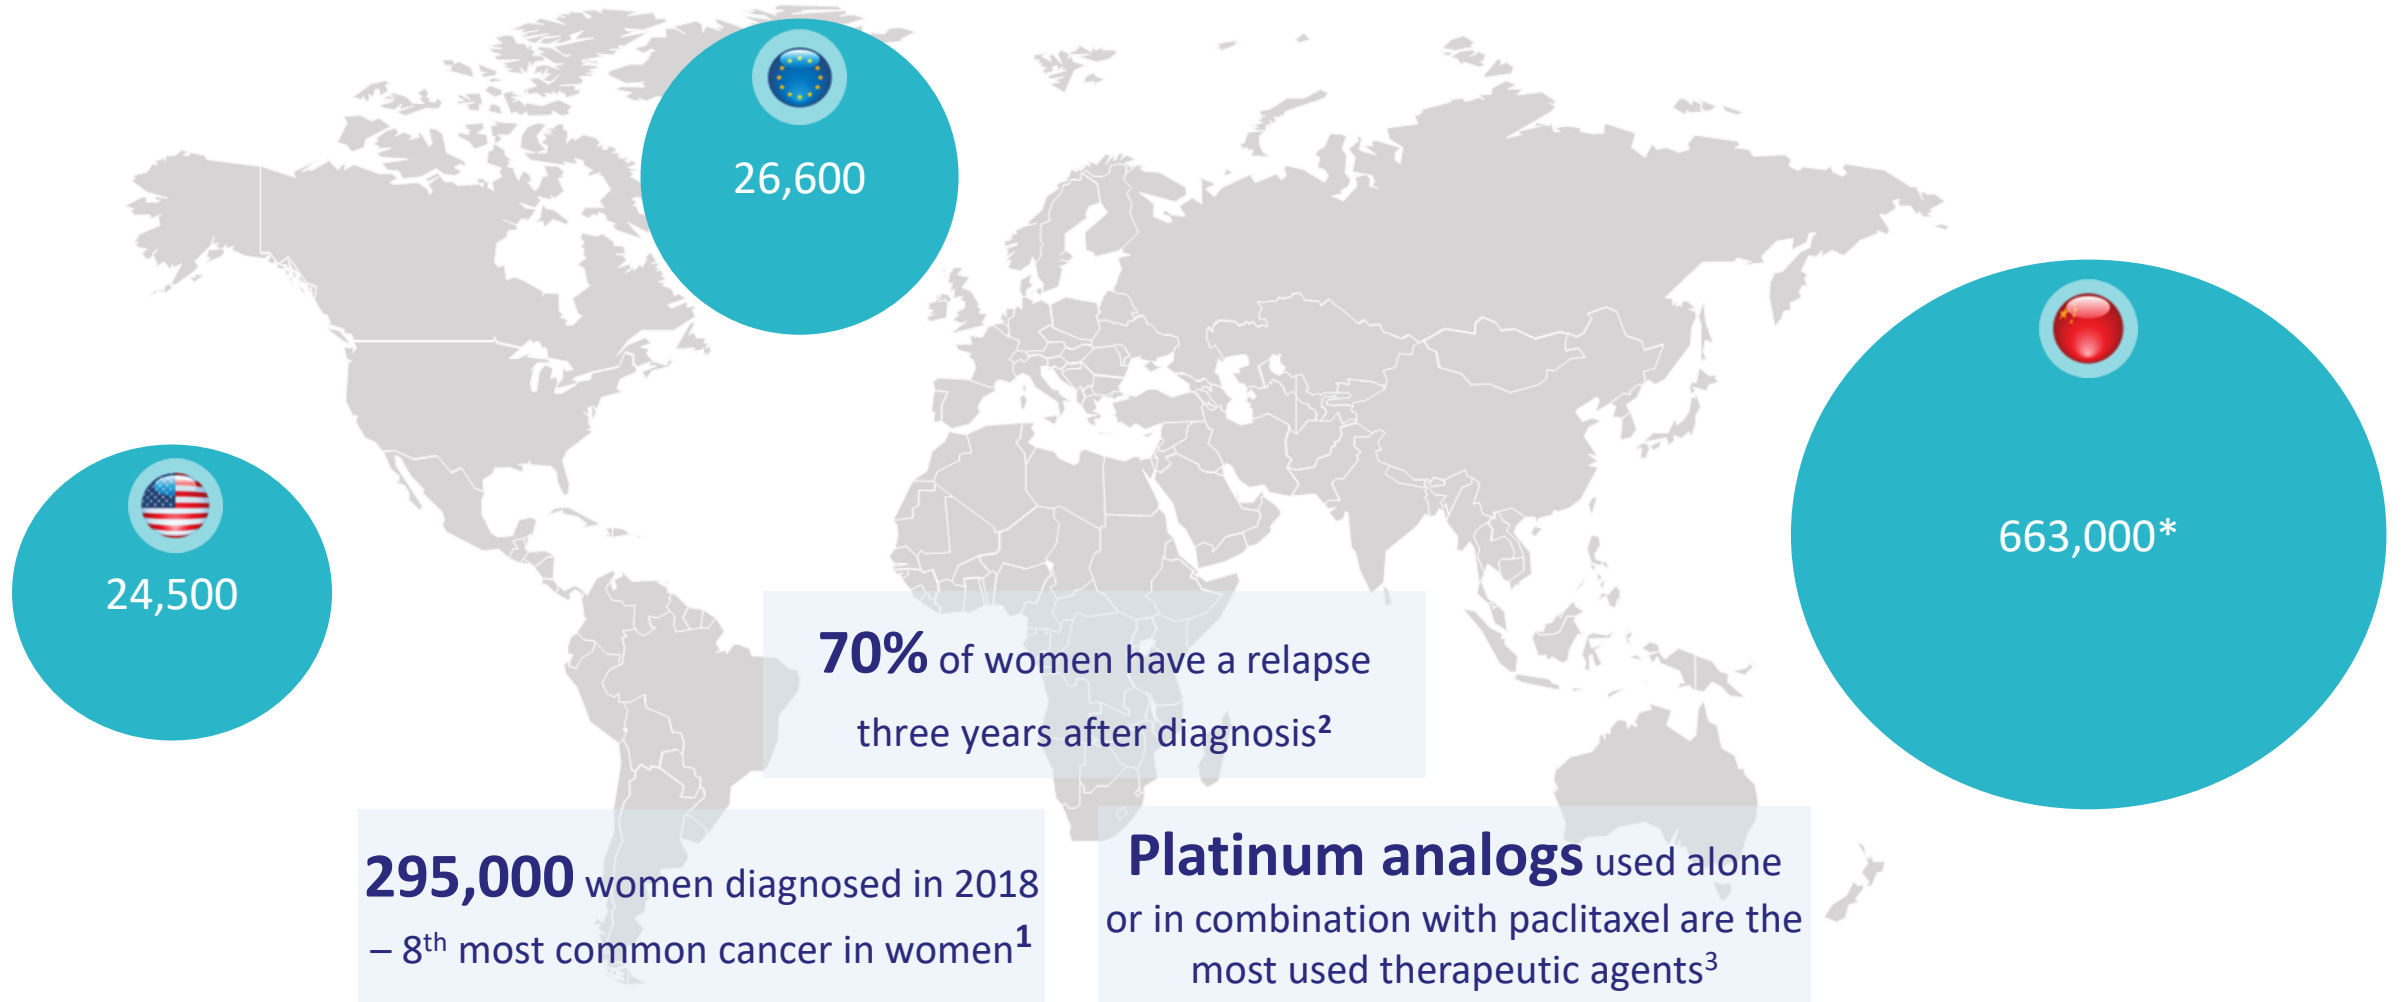 26,600
24,500
663,000*
70% of women have a relapse
three years after diagnosis2
295,000 women diagnosed in 2018
– 8th most common cancer in women1
Platinum analogs used alone
or in combination with paclitaxel are the
most used therapeutic agents3